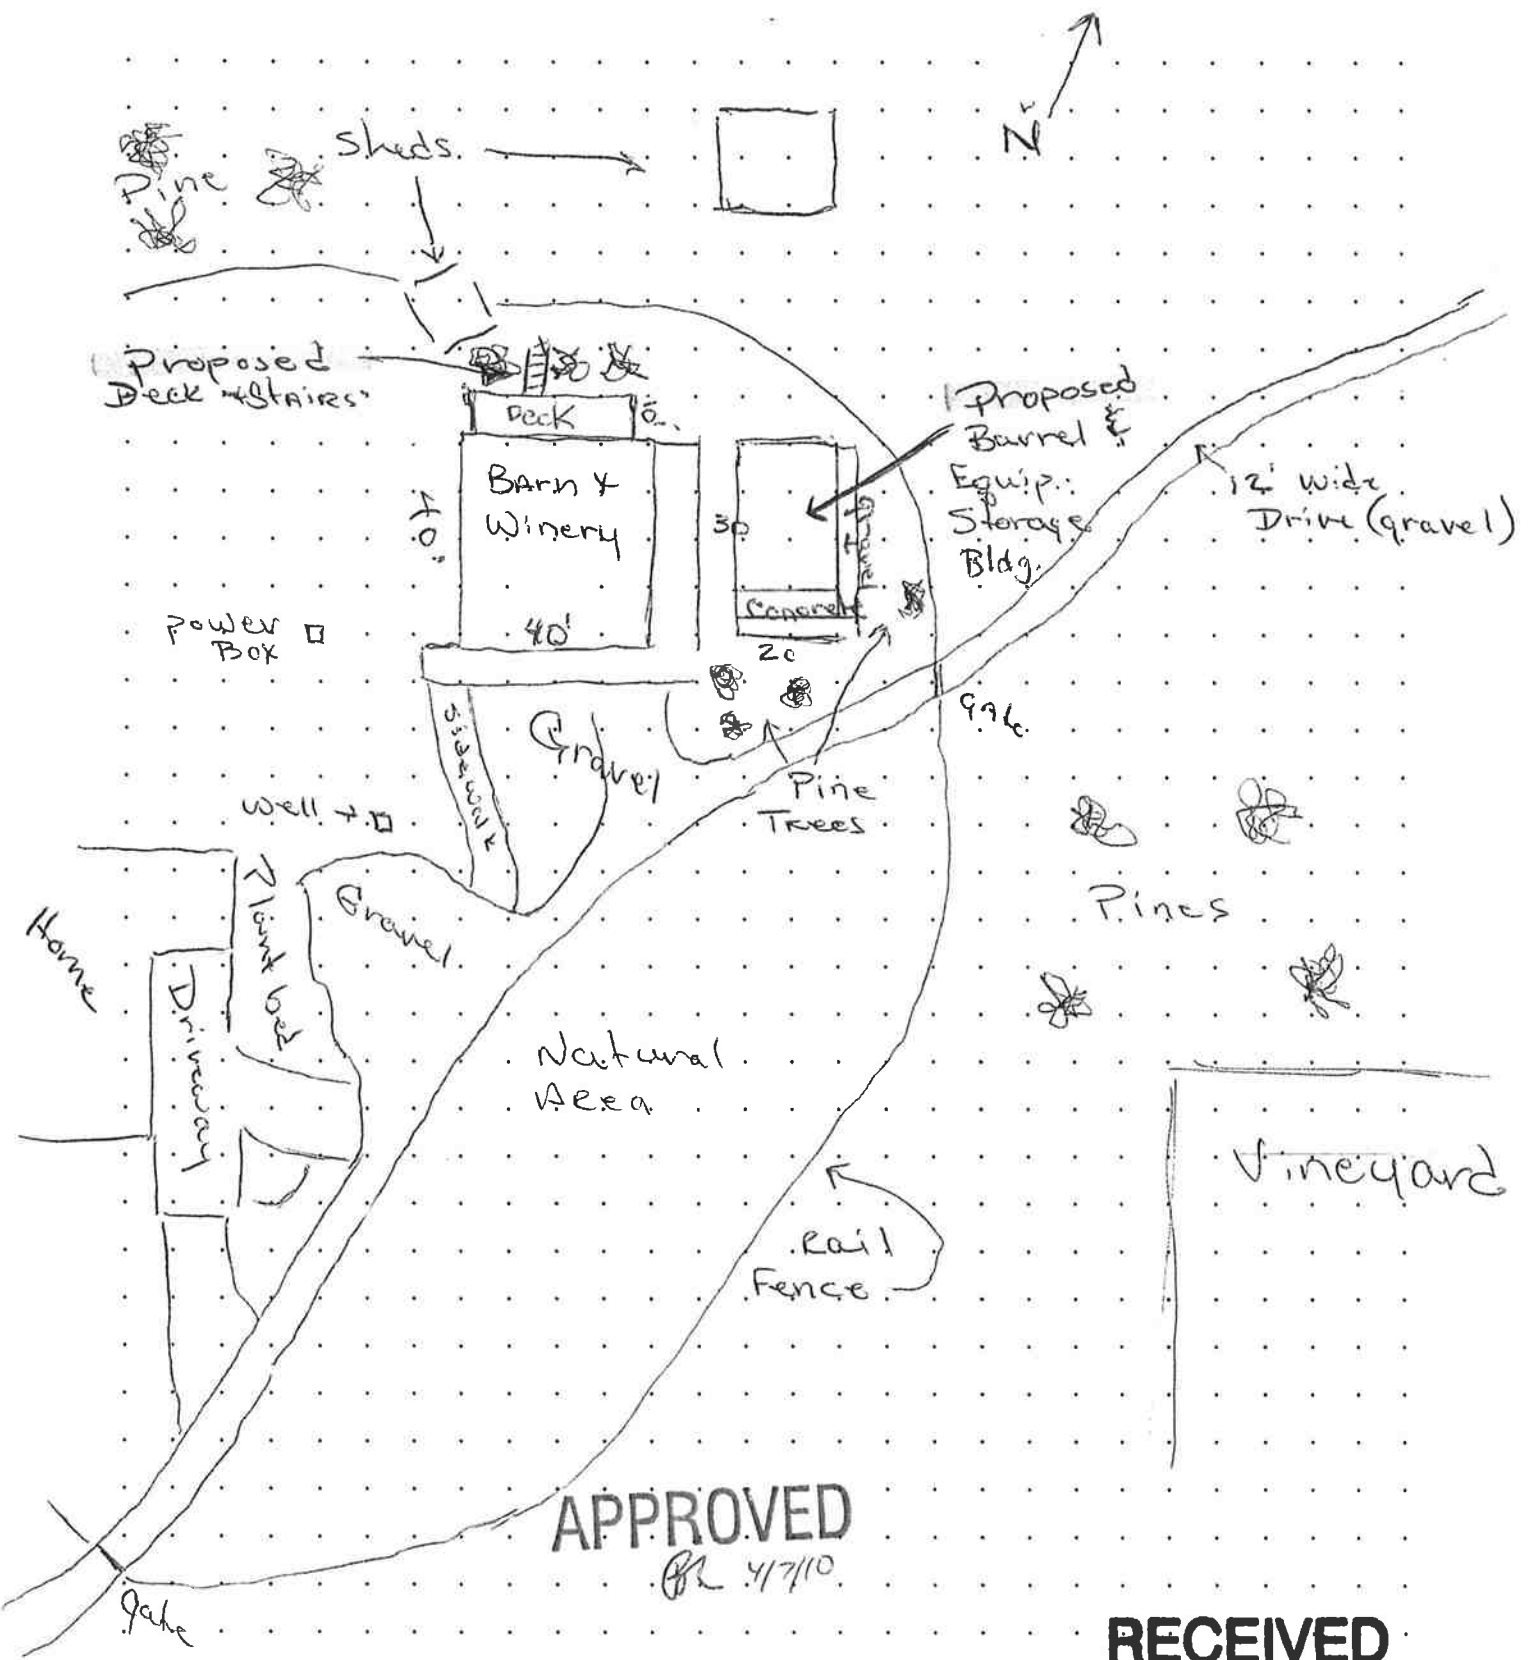 N
Sheds
Pine
Proposed
Deck & Stairs
Deck
Barn &
Winery
40'
40'
Proposed
Barrel &
Equip.
Storage
Bldg.
30
Gravel
Concrete
20
12' wide
Drive (gravel)
Power
Box
Sidewalk
Gravel
Gate
Pine
Trees
Well
Plant bed
Gravel
Home
Driveway
Pines
Natural
Area
Vineyard
Rail
Fence
APPROVED
4/7/10
Gate
RECEIVED